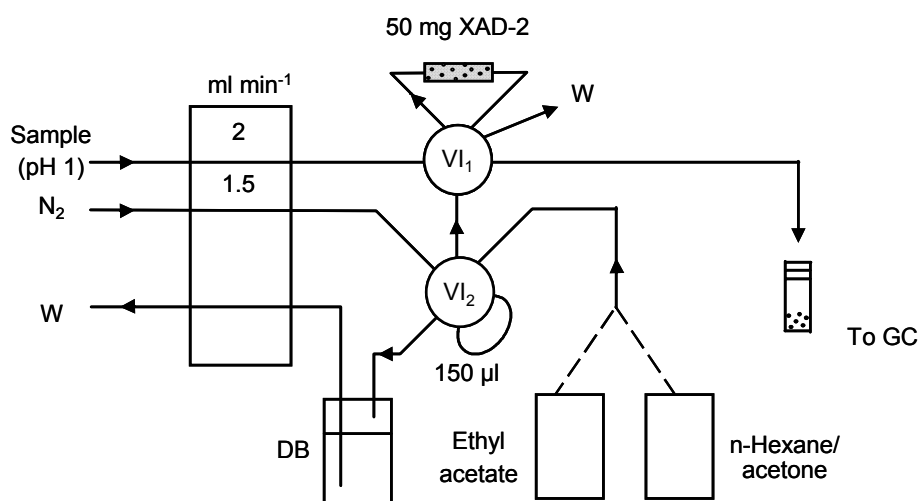 50 mg XAD-2
ml min⁻¹
W
2
Sample
(pH 1)
VI₁
1.5
N₂
VI₂
W
To GC
150 µl
DB
Ethyl
acetate
n-Hexane/
acetone